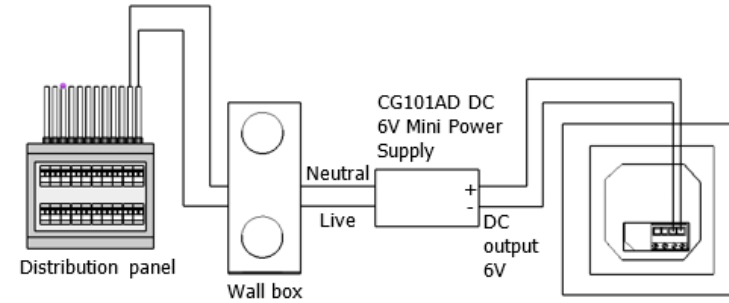 CG101AD DC
6V Mini Power
Supply
Neutral
+
-
Live
DC
output
6V
Distribution panel
Wall box